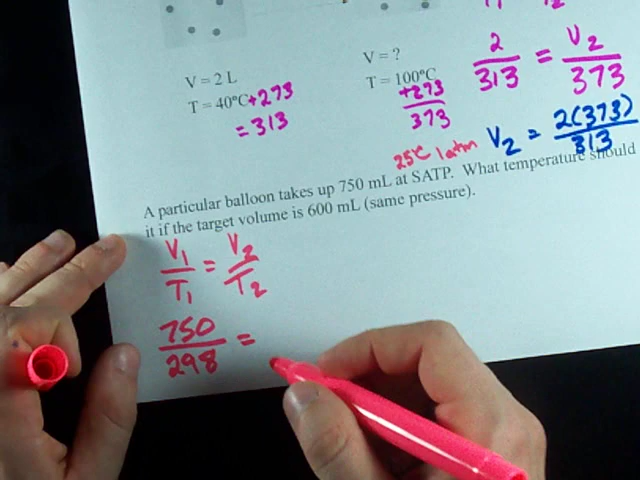 V = 2 L
T = 40°C +273
= 313
V = ?
T = 100°C
+273
373
2/313 = V2/373
V2 = 2(373)/313
25°C 1 atm
A particular balloon takes up 750 mL at SATP. What temperature should
it if the target volume is 600 mL (same pressure).
V1/T1 = V2/T2
750/298 =